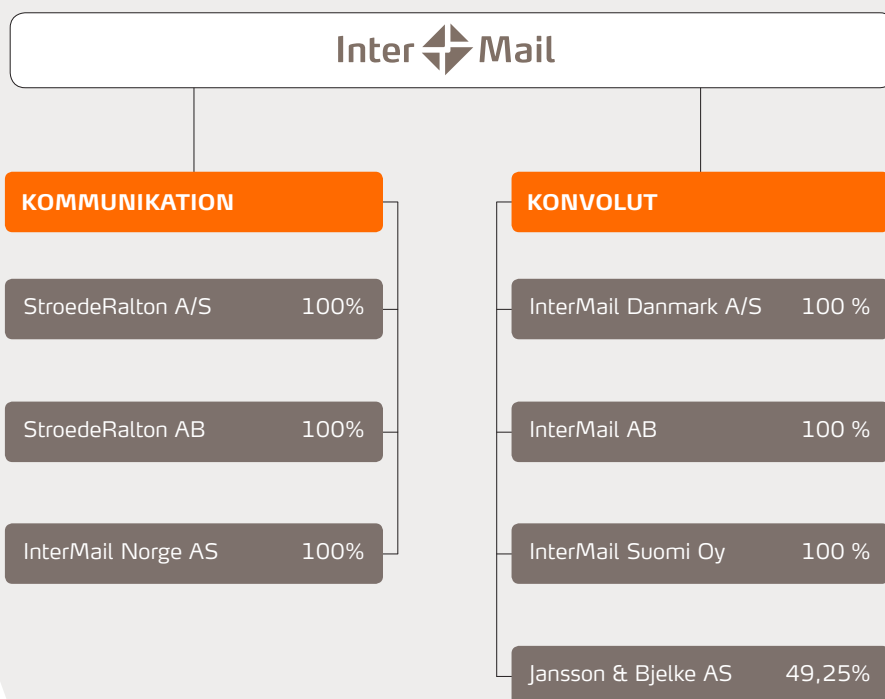 Inter Mail
KOMMUNIKATION
StroedeRalton A/S 100%
StroedeRalton AB 100%
InterMail Norge AS 100%
KONVOLUT
InterMail Danmark A/S 100 %
InterMail AB 100 %
InterMail Suomi Oy 100 %
Jansson & Bjelke AS 49,25%